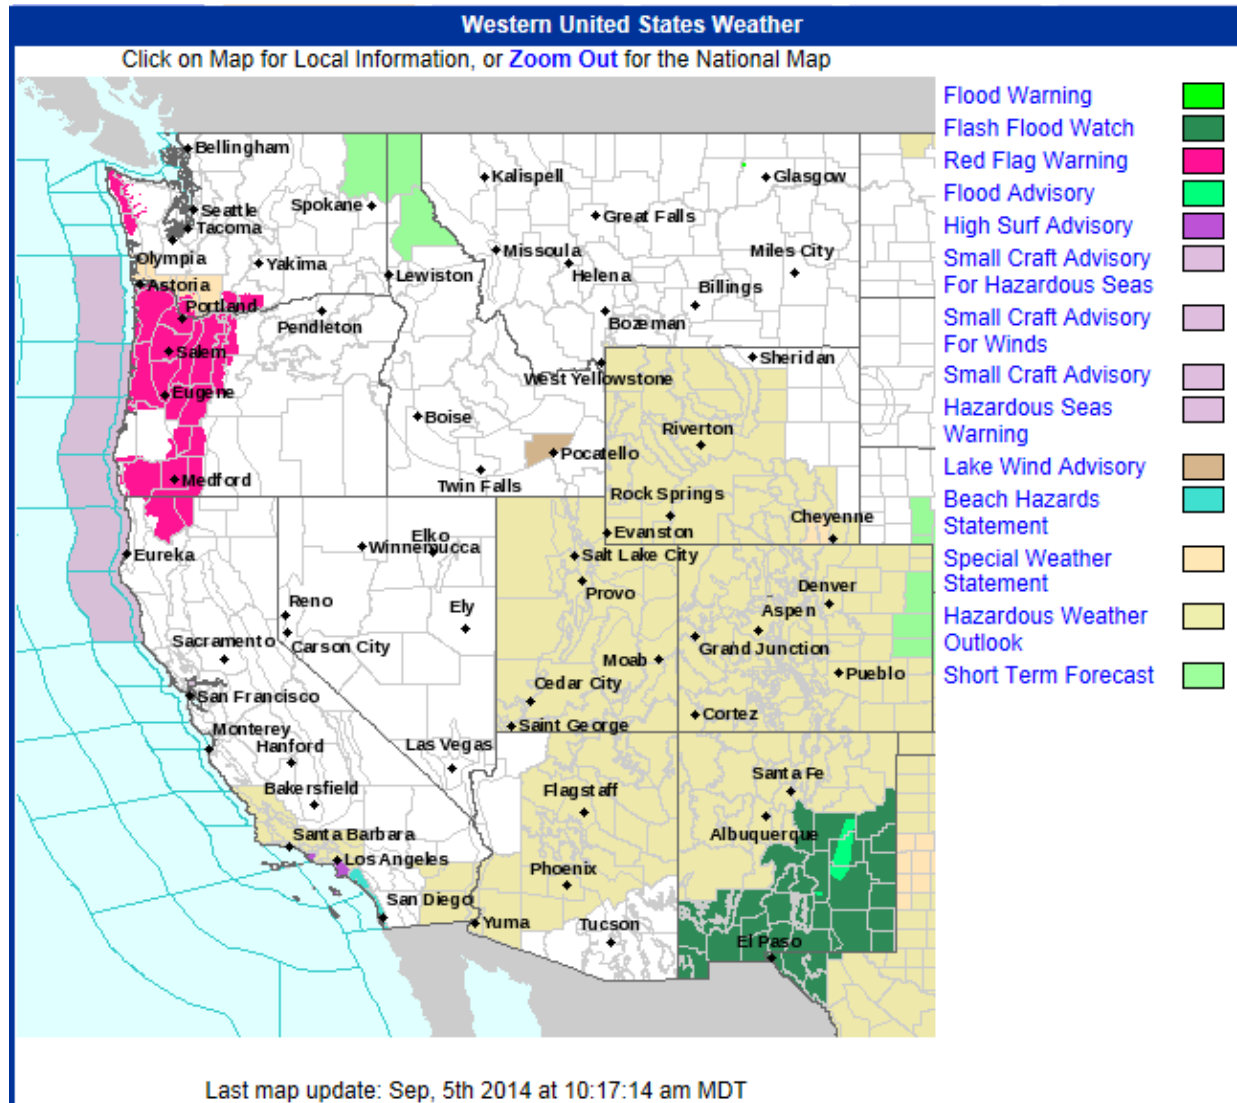 Western United States Weather
Click on Map for Local Information, or Zoom Out for the National Map
Flood Warning
Flash Flood Watch
Red Flag Warning
Flood Advisory
High Surf Advisory
Small Craft Advisory
For Hazardous Seas
Small Craft Advisory
For Winds
Small Craft Advisory
Hazardous Seas
Warning
Lake Wind Advisory
Beach Hazards
Statement
Special Weather
Statement
Hazardous Weather
Outlook
Short Term Forecast
Bellingham
Kalispell
Glasgow
Seattle
Spokane
Great Falls
Tacoma
Olympia
Yakima
Missoula
Miles City
Lewiston
Helena
Astoria
Billings
Portland
Pendleton
Bozeman
Salem
Sheridan
West Yellowstone
Eugene
Boise
Riverton
Pocatello
Medford
Twin Falls
Rock Springs
Cheyenne
Evanston
Elko
Winnemucca
Eureka
Salt Lake City
Provo
Denver
Reno
Ely
Aspen
Sacramento
Carson City
Grand Junction
Moab
Pueblo
Cedar City
San Francisco
Cortez
Saint George
Monterey
Hanford
Las Vegas
Santa Fe
Bakersfield
Flagstaff
Albuquerque
Santa Barbara
Los Angeles
Phoenix
San Diego
Yuma
Tucson
El Paso
Last map update: Sep, 5th 2014 at 10:17:14 am MDT